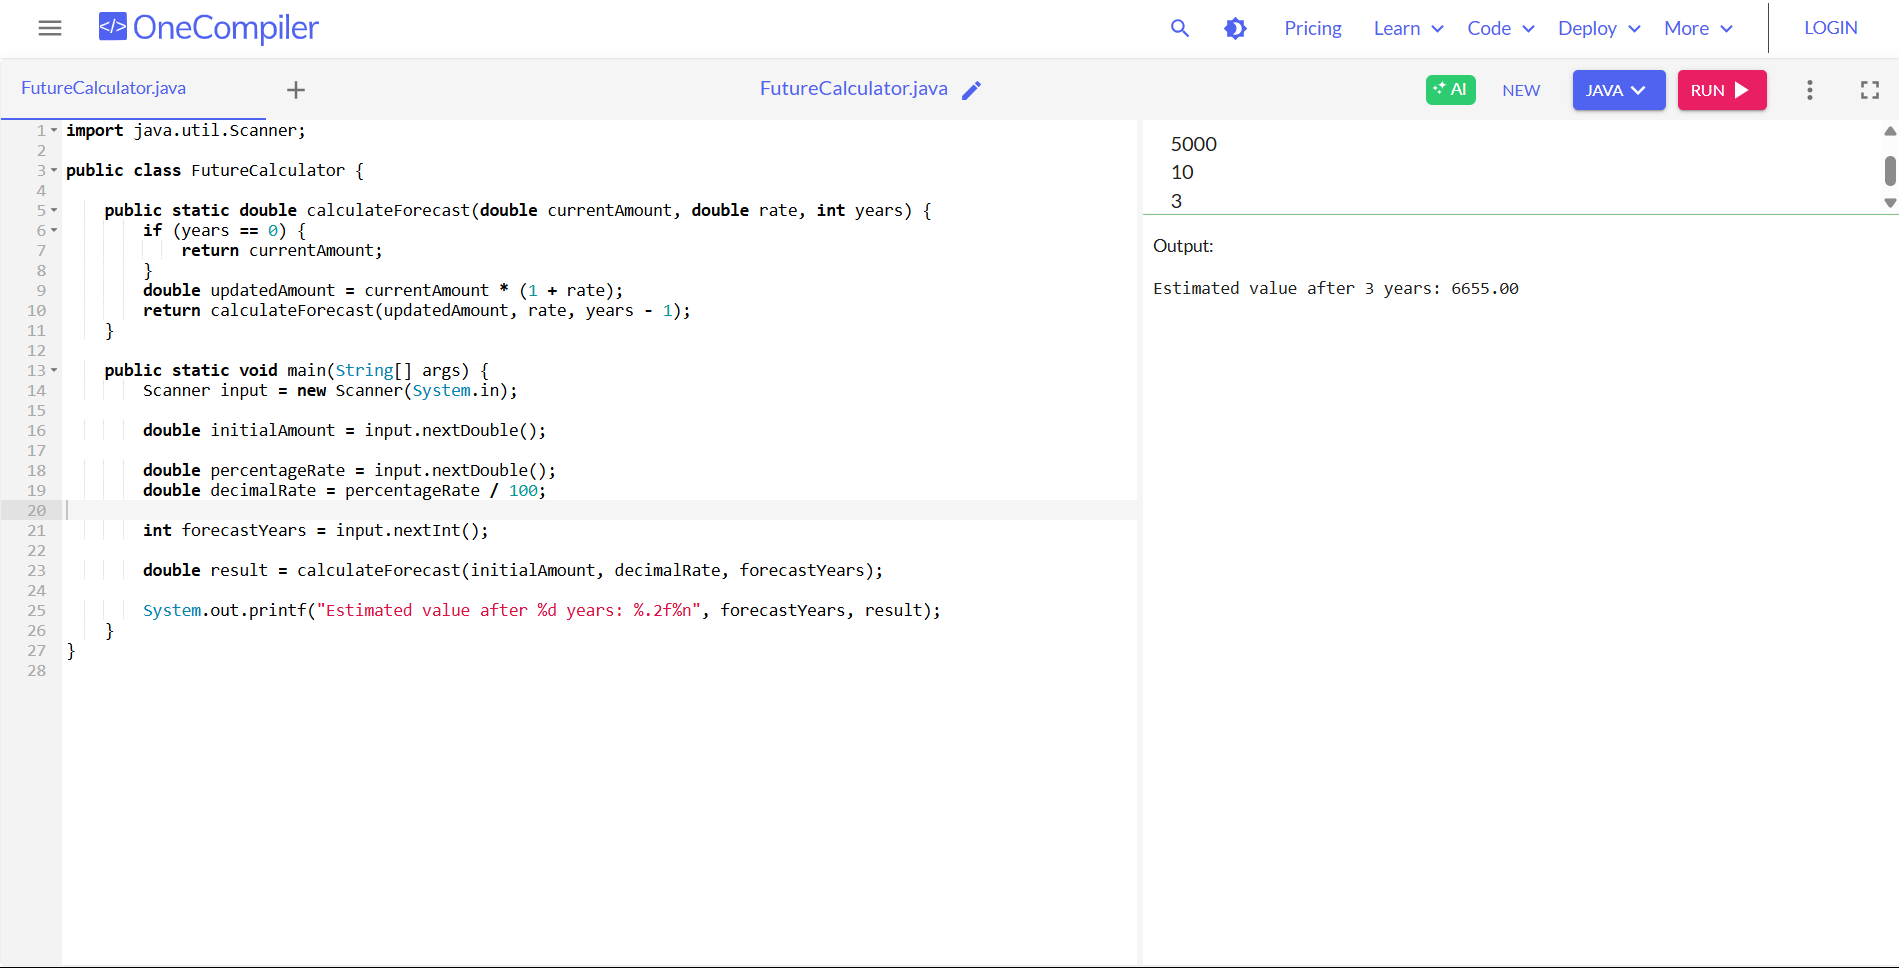 </> OneCompiler Pricing Learn Code Deploy More LOGIN
FutureCalculator.java + FutureCalculator.java AI NEW JAVA RUN
1 import java.util.Scanner;
2
3 public class FutureCalculator {
4
5     public static double calculateForecast(double currentAmount, double rate, int years) {
6         if (years == 0) {
7             return currentAmount;
8         }
9         double updatedAmount = currentAmount * (1 + rate);
10         return calculateForecast(updatedAmount, rate, years - 1);
11     }
12
13     public static void main(String[] args) {
14         Scanner input = new Scanner(System.in);
15
16         double initialAmount = input.nextDouble();
17
18         double percentageRate = input.nextDouble();
19         double decimalRate = percentageRate / 100;
20
21         int forecastYears = input.nextInt();
22
23         double result = calculateForecast(initialAmount, decimalRate, forecastYears);
24
25         System.out.printf("Estimated value after %d years: %.2f%n", forecastYears, result);
26     }
27 }
28
5000
10
3
Output:
Estimated value after 3 years: 6655.00